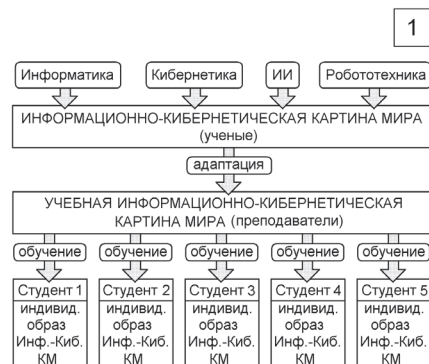 1
Информатика Кибернетика ИИ Робототехника
ИНФОРМАЦИОННО-КИБЕРНЕТИЧЕСКАЯ КАРТИНА МИРА
(ученые)
адаптация
УЧЕБНАЯ ИНФОРМАЦИОННО-КИБЕРНЕТИЧЕСКАЯ
КАРТИНА МИРА (преподаватели)
обучение обучение обучение обучение обучение
Студент 1 Студент 2 Студент 3 Студент 4 Студент 5
индивид. индивид. индивид. индивид. индивид.
образ образ образ образ образ
Инф.-Киб. Инф.-Киб. Инф.-Киб. Инф.-Киб. Инф.-Киб.
КМ КМ КМ КМ КМ